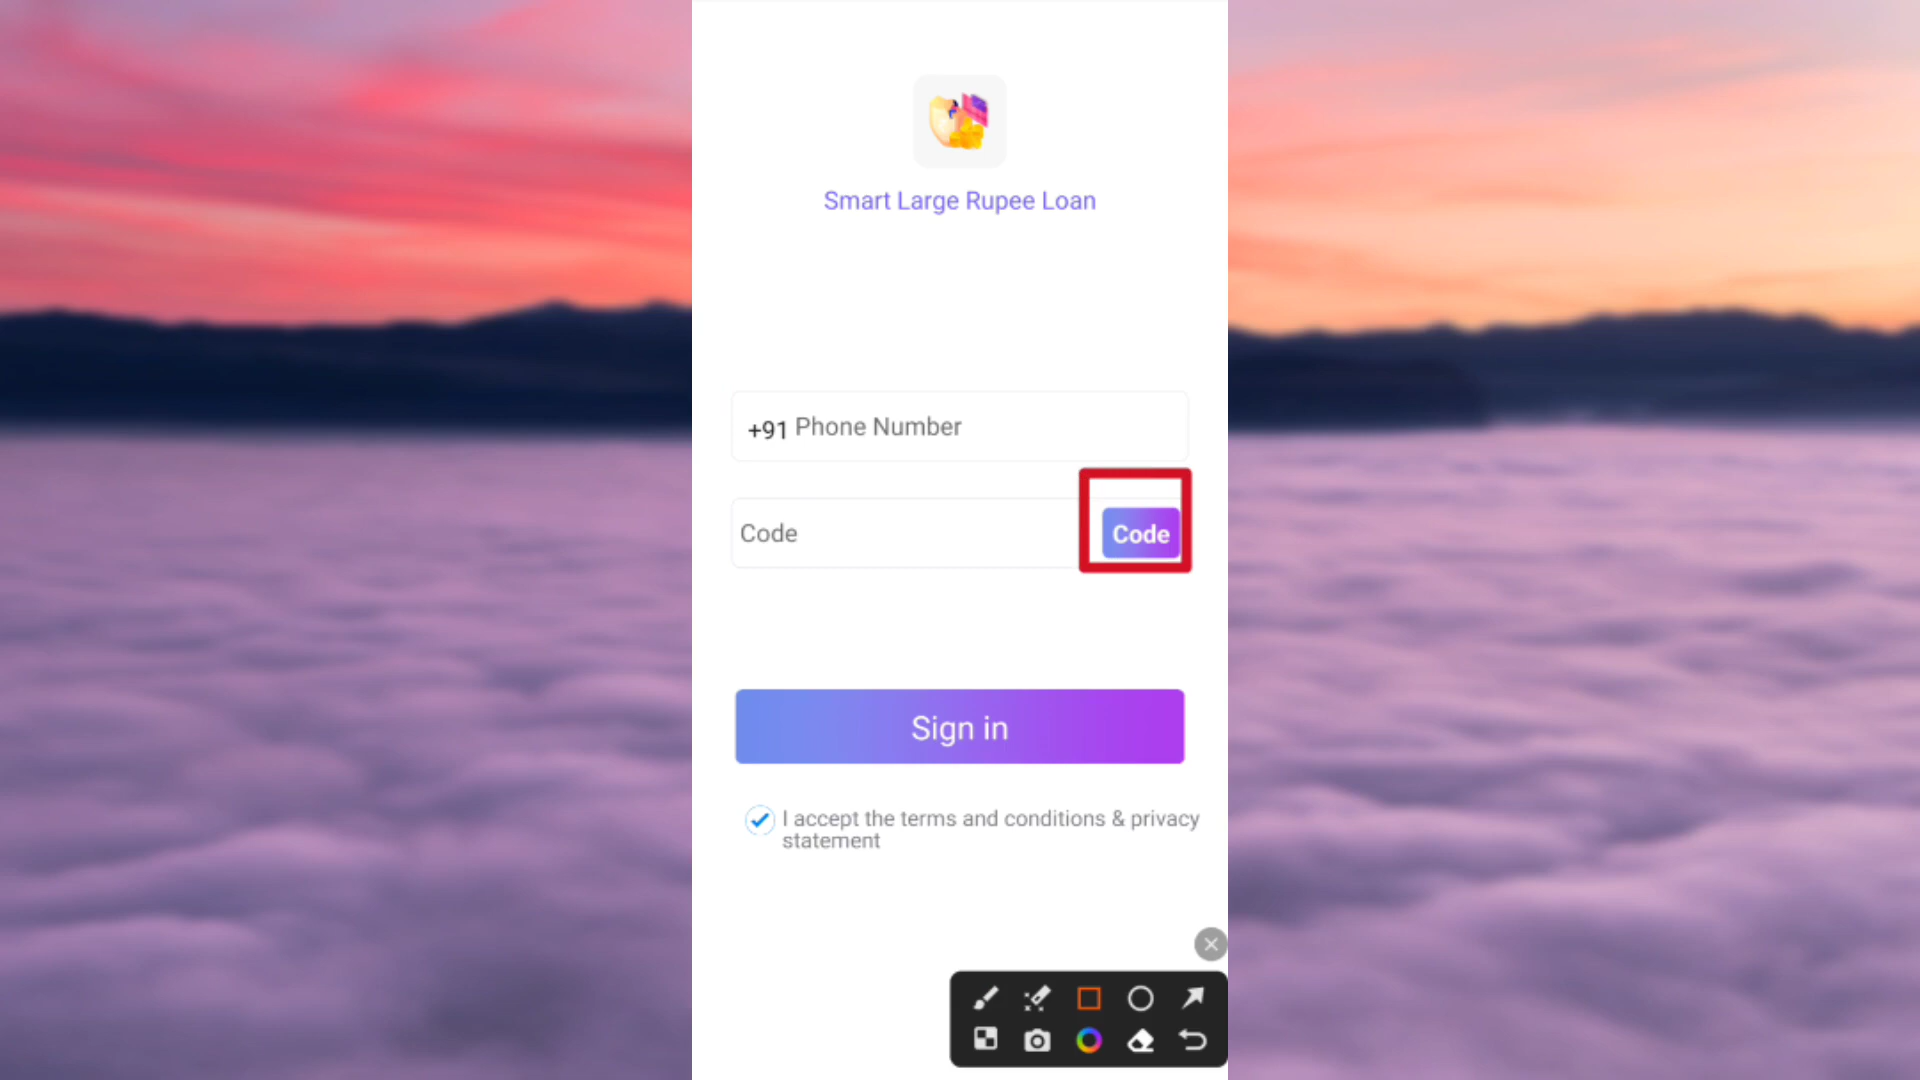 Smart Large Rupee Loan
+91 Phone Number
Code Code
Sign in
I accept the terms and conditions & privacy
statement